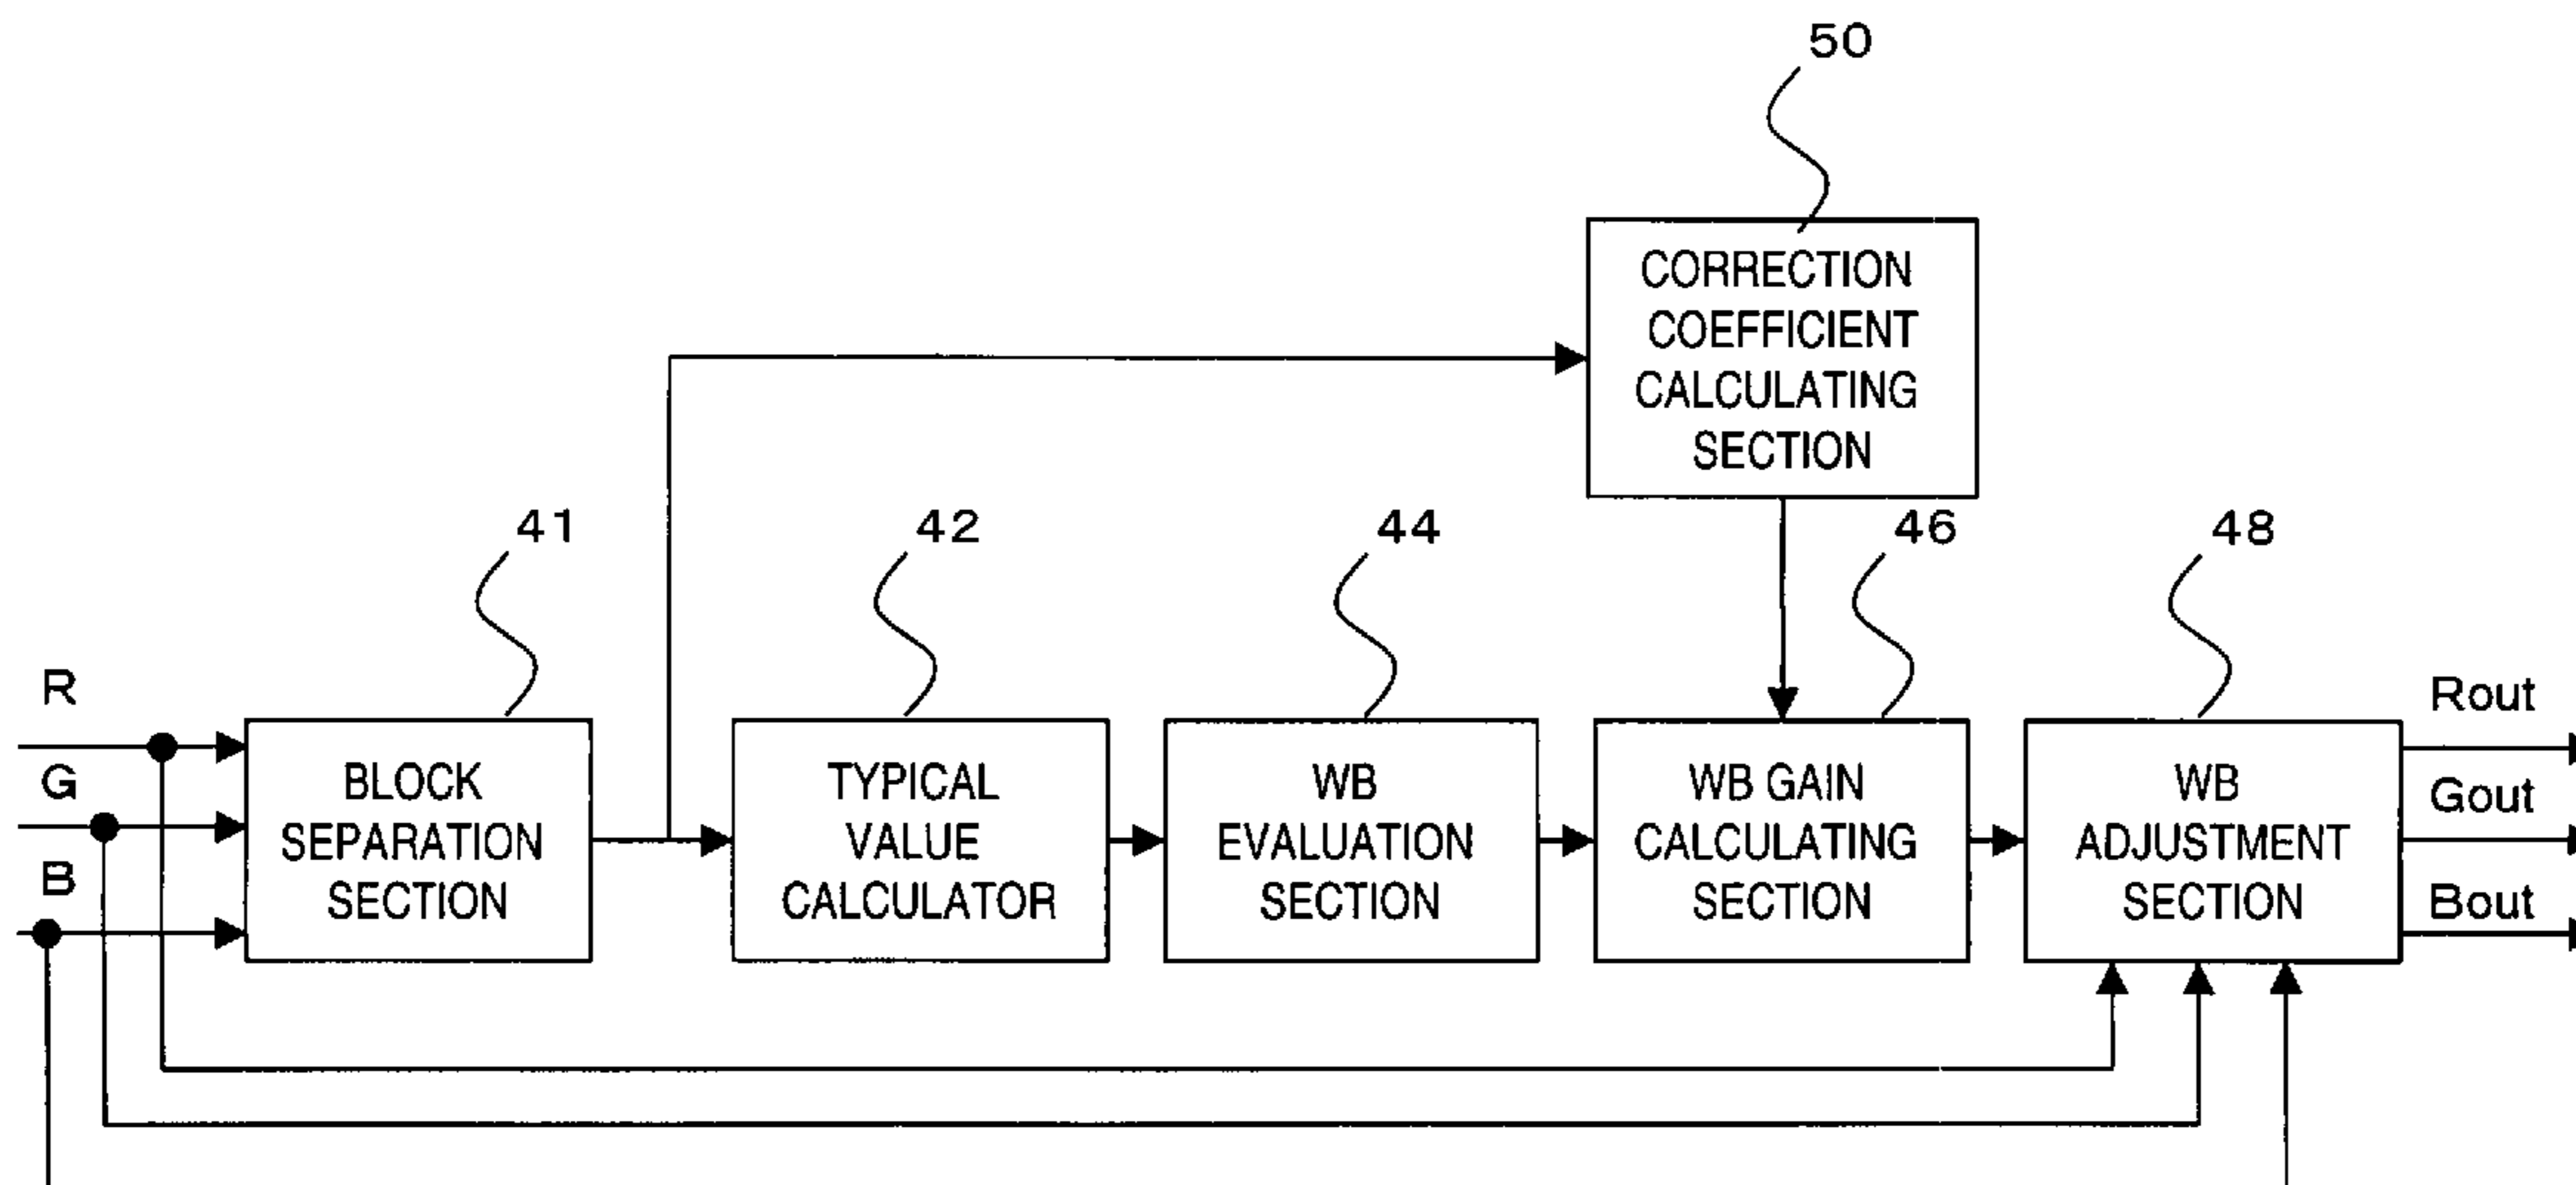 50
CORRECTION
COEFFICIENT
CALCULATING
SECTION
41
42
44
46
48
R
G
B
BLOCK
SEPARATION
SECTION
TYPICAL
VALUE
CALCULATOR
WB
EVALUATION
SECTION
WB GAIN
CALCULATING
SECTION
WB
ADJUSTMENT
SECTION
Rout
Gout
Bout